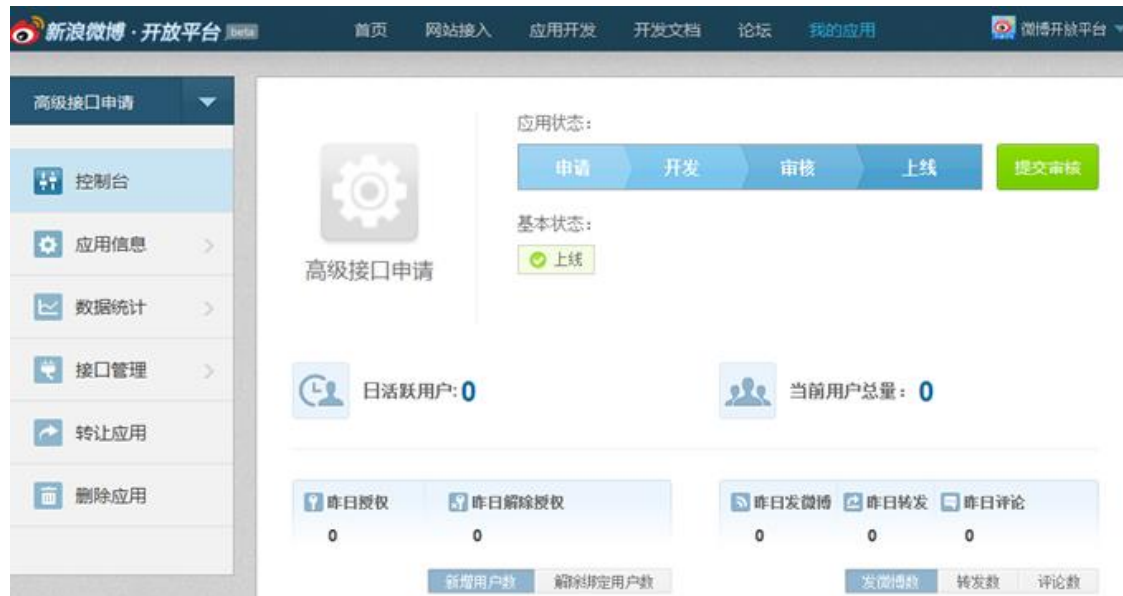 新浪微博·开放平台 beta 首页 网站接入 应用开发 开发文档 论坛 我的应用 微博开放平台
高级接口申请
控制台
应用信息
数据统计
接口管理
转让应用
删除应用
高级接口申请
应用状态：
申请 开发 审核 上线 提交审核
基本状态：
上线
日活跃用户: 0
当前用户总量： 0
昨日授权 昨日解除授权
0 0
新增用户数 解除绑定用户数
昨日发微博 昨日转发 昨日评论
0 0 0
发微博数 转发数 评论数